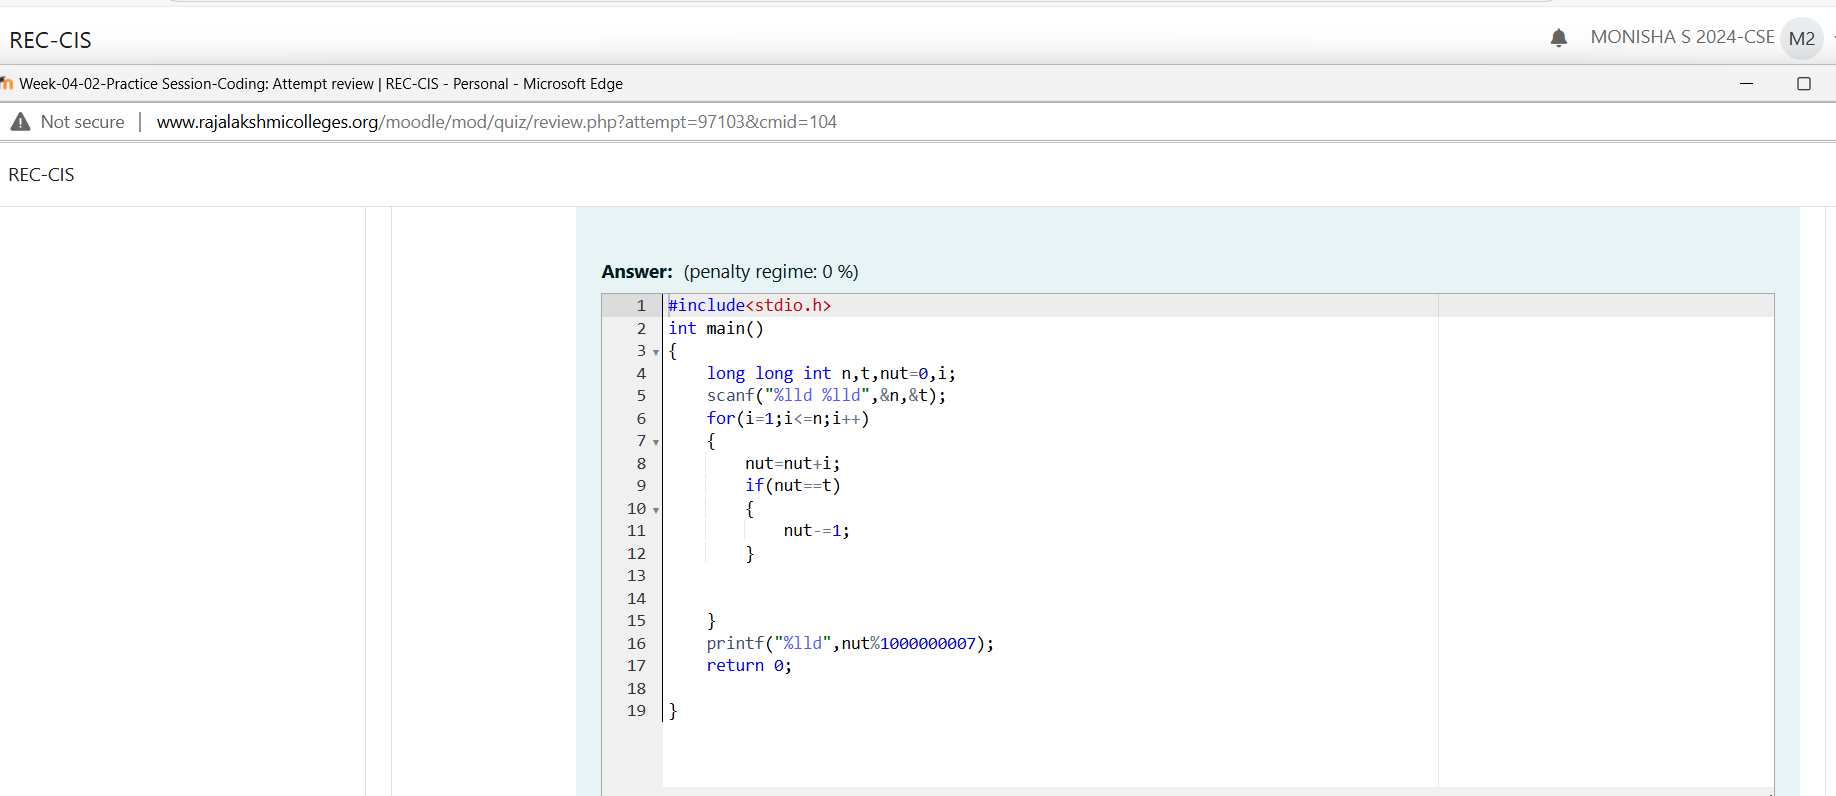 REC-CIS
MONISHA S 2024-CSE M2
Week-04-02-Practice Session-Coding: Attempt review | REC-CIS - Personal - Microsoft Edge
Not secure | www.rajalakshmicolleges.org/moodle/mod/quiz/review.php?attempt=97103&cmid=104
REC-CIS
Answer: (penalty regime: 0 %)
1 #include<stdio.h>
2 int main()
3 {
4 long long int n,t,nut=0,i;
5 scanf("%lld %lld",&n,&t);
6 for(i=1;i<=n;i++)
7 {
8 nut=nut+i;
9 if(nut==t)
10 {
11 nut-=1;
12 }
13
14
15 }
16 printf("%lld",nut%1000000007);
17 return 0;
18
19 }